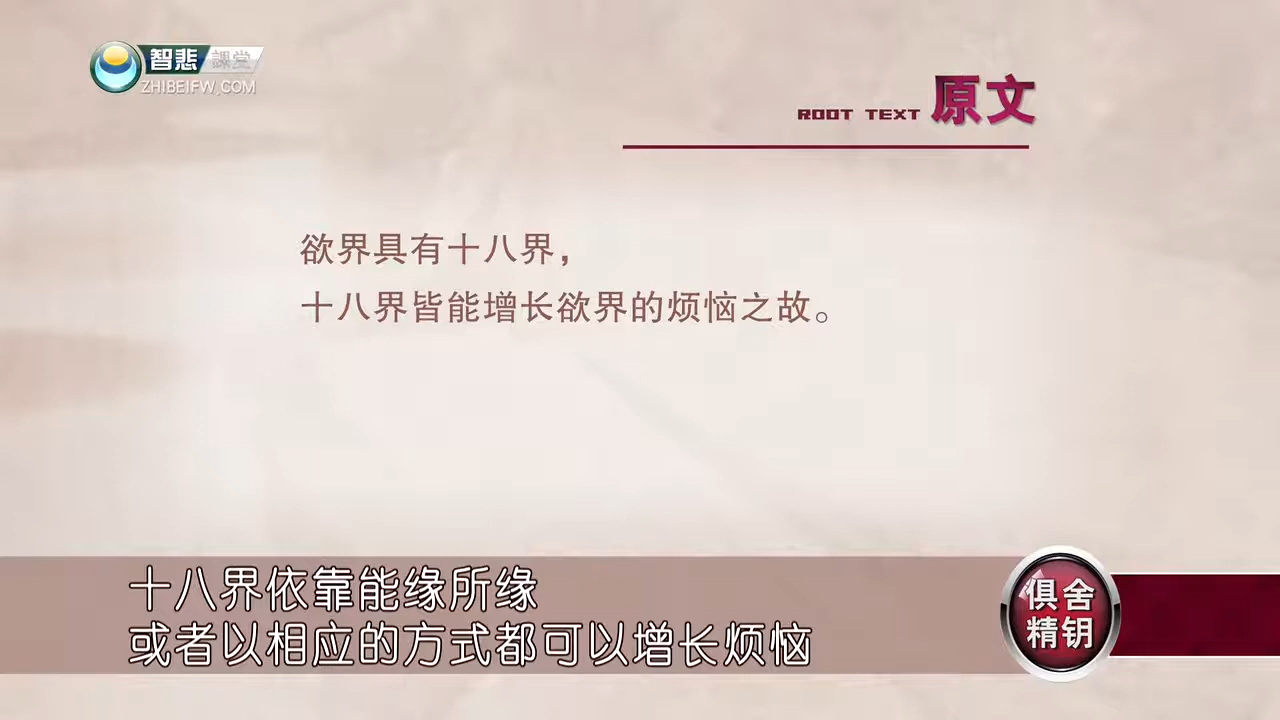 智悲課堂
ZHIBEIFW.COM
ROOT TEXT 原文
欲界具有十八界，
十八界皆能增长欲界的烦恼之故。
十八界依靠能缘所缘
或者以相应的方式都可以增长烦恼
俱舍
精钥